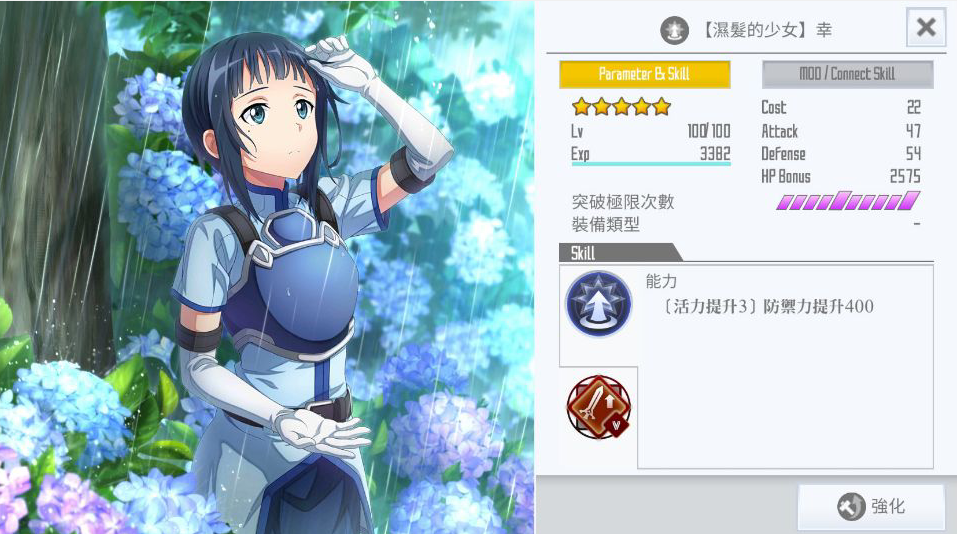 【濕髮的少女】幸
Parameter & Skill
MOD / Connect Skill
Lv 100/100
Exp 3382
Cost 22
Attack 47
Defense 54
HP Bonus 2575
突破極限次數
裝備類型 -
Skill
能力
〔活力提升3〕防禦力提升400
V
強化